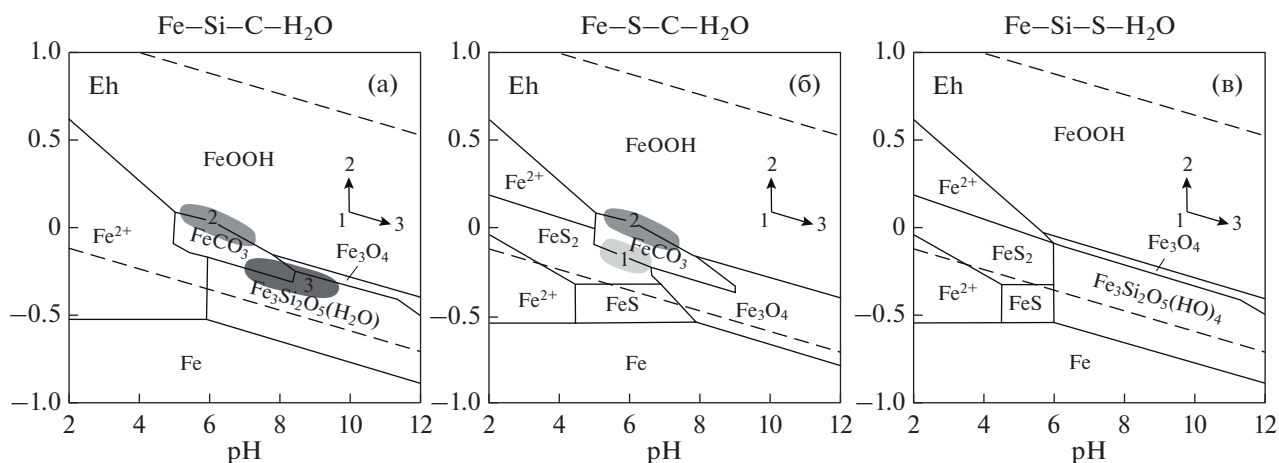 Fe–Si–C–H₂O
1.0
Eh
(а)
0.5
FeOOH
2
1
3
2
0
FeCO₃
Fe²⁺
Fe₃O₄
3
Fe₃Si₂O₅(H₂O)
−0.5
Fe
−1.0
2 4 6 8 10 12
pH
Fe–S–C–H₂O
Eh
(б)
FeOOH
2
Fe²⁺
1
3
2
FeS₂
FeCO₃
1
Fe²⁺
FeS
Fe₃O₄
Fe
2 4 6 8 10 12
pH
Fe–Si–S–H₂O
Eh
(в)
FeOOH
2
Fe²⁺
1
3
Fe₃O₄
FeS₂
Fe₃Si₂O₅(HO)₄
Fe²⁺
FeS
Fe
2 4 6 8 10 12
pH